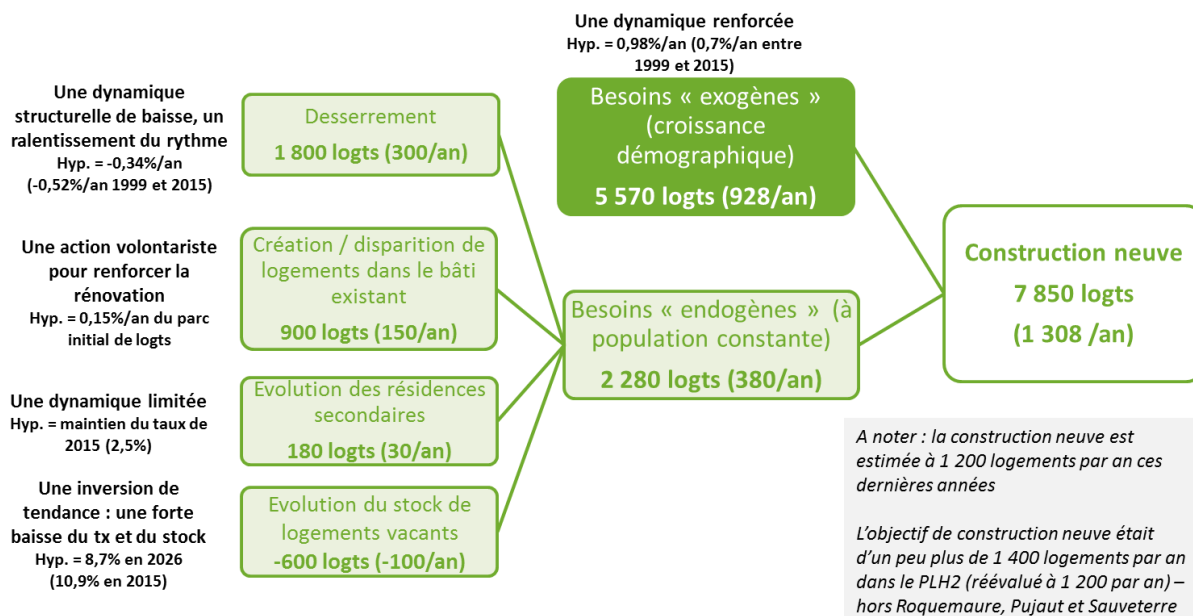 Une dynamique renforcée
Hyp. = 0,98%/an (0,7%/an entre
1999 et 2015)
Une dynamique
structurelle de baisse, un
ralentissement du rythme
Hyp. = -0,34%/an
(-0,52%/an 1999 et 2015)
Desserrement
1 800 logts (300/an)
Besoins « exogènes »
(croissance
démographique)
5 570 logts (928/an)
Une action volontariste
pour renforcer la
rénovation
Hyp. = 0,15%/an du parc
initial de logts
Création / disparition de
logements dans le bâti
existant
900 logts (150/an)
Besoins « endogènes » (à
population constante)
2 280 logts (380/an)
Construction neuve
7 850 logts
(1 308 /an)
Une dynamique limitée
Hyp. = maintien du taux de
2015 (2,5%)
Evolution des résidences
secondaires
180 logts (30/an)
Une inversion de
tendance : une forte
baisse du tx et du stock
Hyp. = 8,7% en 2026
(10,9% en 2015)
Evolution du stock de
logements vacants
-600 logts (-100/an)
A noter : la construction neuve est
estimée à 1 200 logements par an ces
dernières années
L'objectif de construction neuve était
d'un peu plus de 1 400 logements par an
dans le PLH2 (réévalué à 1 200 par an) –
hors Roquemaure, Pujaut et Sauveterre